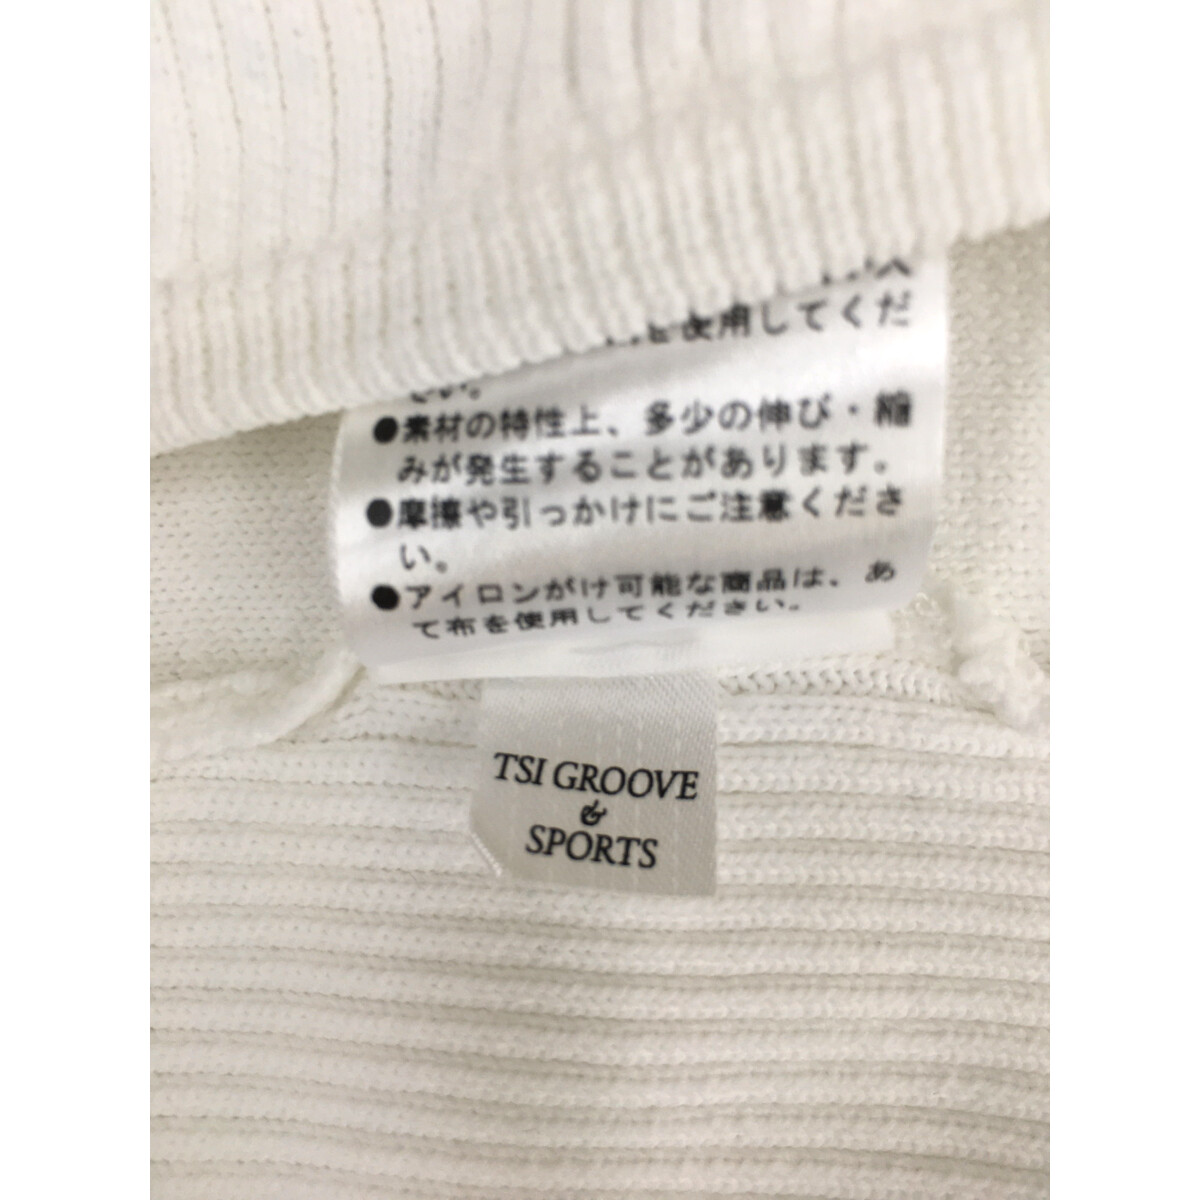 を使用してくだ
さい。
●素材の特性上、多少の伸び・縮
みが発生することがあります。
●摩擦や引っかけにご注意くださ
い。
●アイロンがけ可能な商品は、あ
て布を使用してください。
TSI GROOVE
&
SPORTS